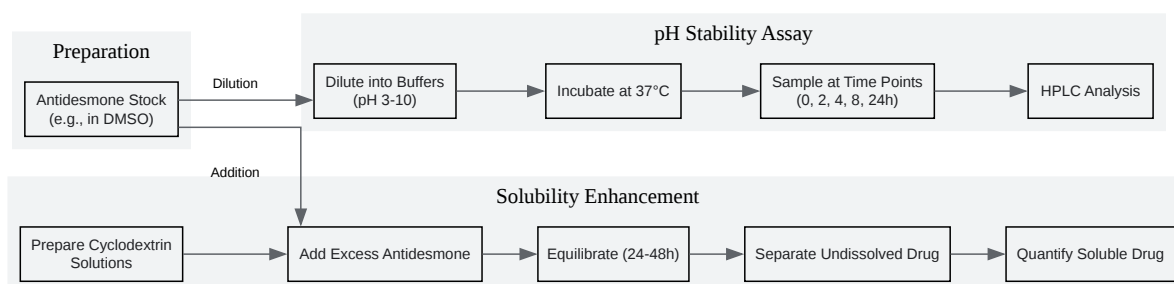 Preparation
Antidesmone Stock
(e.g., in DMSO)
Dilution
Addition
pH Stability Assay
Dilute into Buffers
(pH 3-10)
Incubate at 37°C
Sample at Time Points
(0, 2, 4, 8, 24h)
HPLC Analysis
Solubility Enhancement
Prepare Cyclodextrin
Solutions
Add Excess Antidesmone
Equilibrate (24-48h)
Separate Undissolved Drug
Quantify Soluble Drug